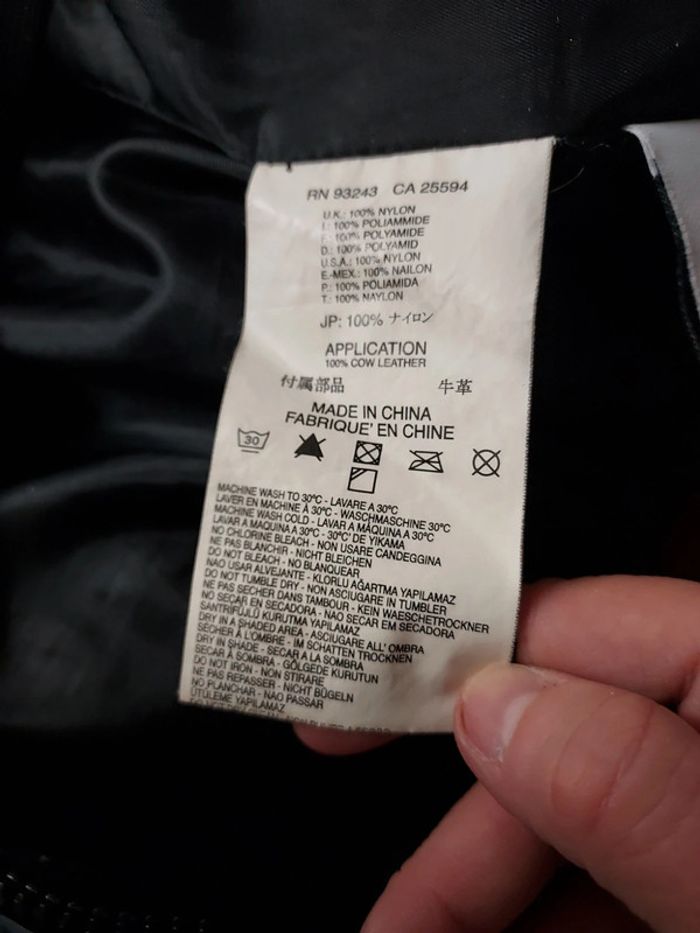 RN 93243 CA 25594
U.K.: 100% NYLON
I.: 100% POLIAMMIDE
F.: 100% POLYAMIDE
D.: 100% POLYAMID
U.S.A.: 100% NYLON
E.-MEX.: 100% NAILON
P.: 100% POLIAMIDA
T.: 100% NAYLON
JP: 100% ナイロン
APPLICATION
100% COW LEATHER
付属部品 牛革
MADE IN CHINA
FABRIQUE' EN CHINE
30
MACHINE WASH TO 30°C - LAVARE A 30°C
LAVER EN MACHINE À 30°C - WASCHMASCHINE 30°C
MACHINE WASH COLD - LAVAR A MÁQUINA A 30°C
LAVAR A MAQUINA A 30°C - 30°C' DE YIKAMA
NO CHLORINE BLEACH - NON USARE CANDEGGINA
NE PAS BLANCHIR - NICHT BLEICHEN
DO NOT BLEACH - NO BLANQUEAR
NAO USAR ALVEJANTE - KLORLU AĞARTMA YAPILAMAZ
DO NOT TUMBLE DRY - NON ASCIUGARE IN TUMBLER
NE PAS SECHER DANS TAMBOUR - KEIN WAESCHETROCKNER
NO SECAR EN SECADORA - NAO SECAR EM SECADORA
SANTRIFÜLÜ KURUTMA YAPILAMAZ
DRY IN A SHADED AREA - ASCIUGARE ALL' OMBRA
SÉCHER À L'OMBRE - IM SCHATTEN TROCKNEN
DRY IN SHADE - SECAR A LA SOMBRA
SECAR À SOMBRA - GÖLGEDE KURUTUN
DO NOT IRON - NON STIRARE
NE PAS REPASSER - NICHT BÜGELN
NO PLANCHAR - NAO PASSAR
ÜTÜLEME YAPILAMAZ